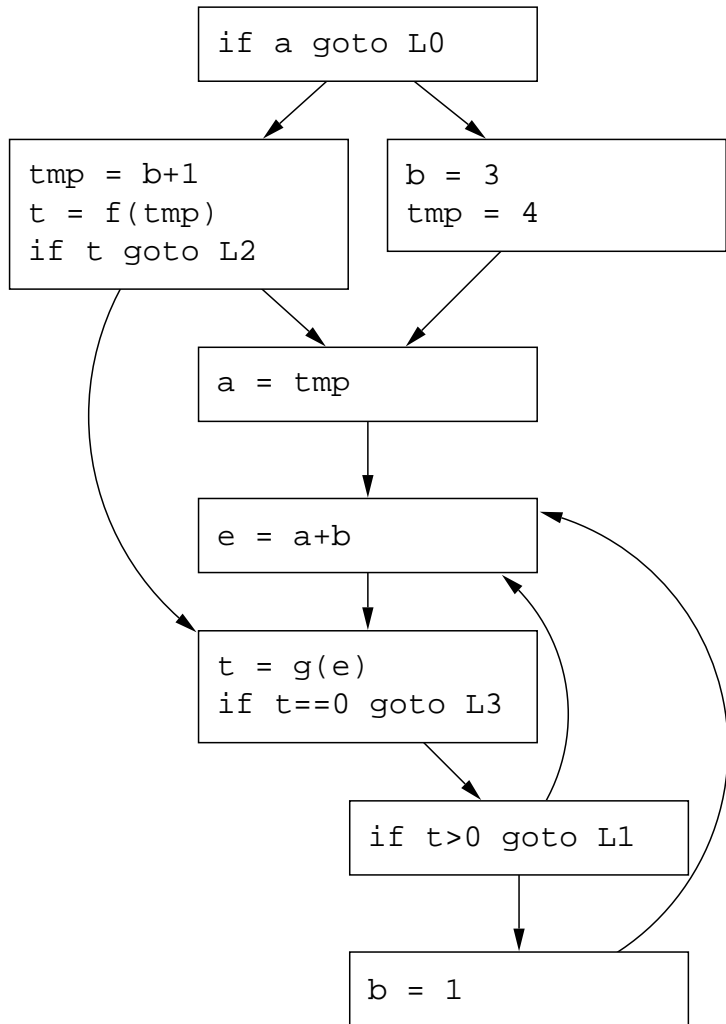 if a goto L0
tmp = b+1
t = f(tmp)
if t goto L2
b = 3
tmp = 4
a = tmp
e = a+b
t = g(e)
if t==0 goto L3
if t>0 goto L1
b = 1